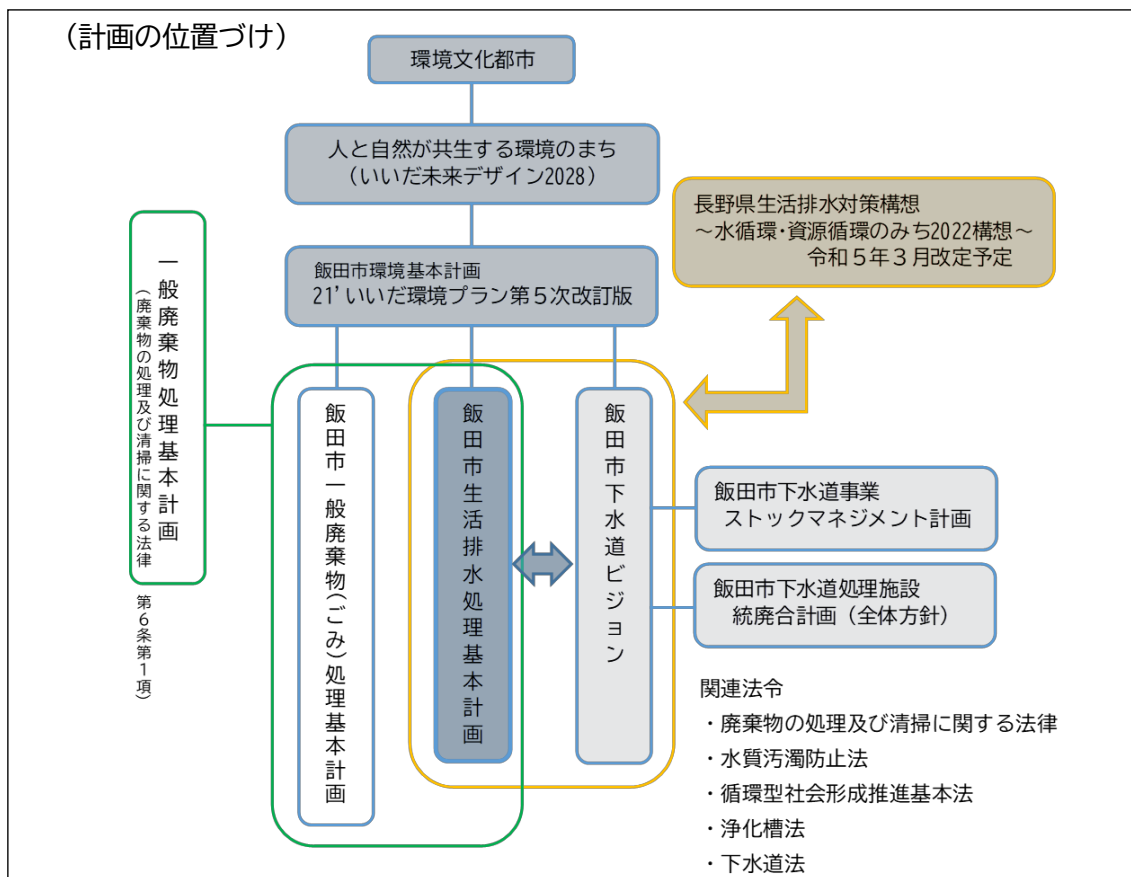 （計画の位置づけ）
環境文化都市
人と自然が共生する環境のまち
（いいだ未来デザイン2028）
長野県生活排水対策構想
～水循環・資源循環のみち2022構想～
令和５年３月改定予定
飯田市環境基本計画
21’いいだ環境プラン第５次改訂版
一般廃棄物処理基本計画
（廃棄物の処理及び清掃に関する法律 第６条第１項）
飯田市一般廃棄物（ごみ）処理基本計画
飯田市生活排水処理基本計画
飯田市下水道ビジョン
飯田市下水道事業
ストックマネジメント計画
飯田市下水道処理施設
統廃合計画（全体方針）
関連法令
・廃棄物の処理及び清掃に関する法律
・水質汚濁防止法
・循環型社会形成推進基本法
・浄化槽法
・下水道法